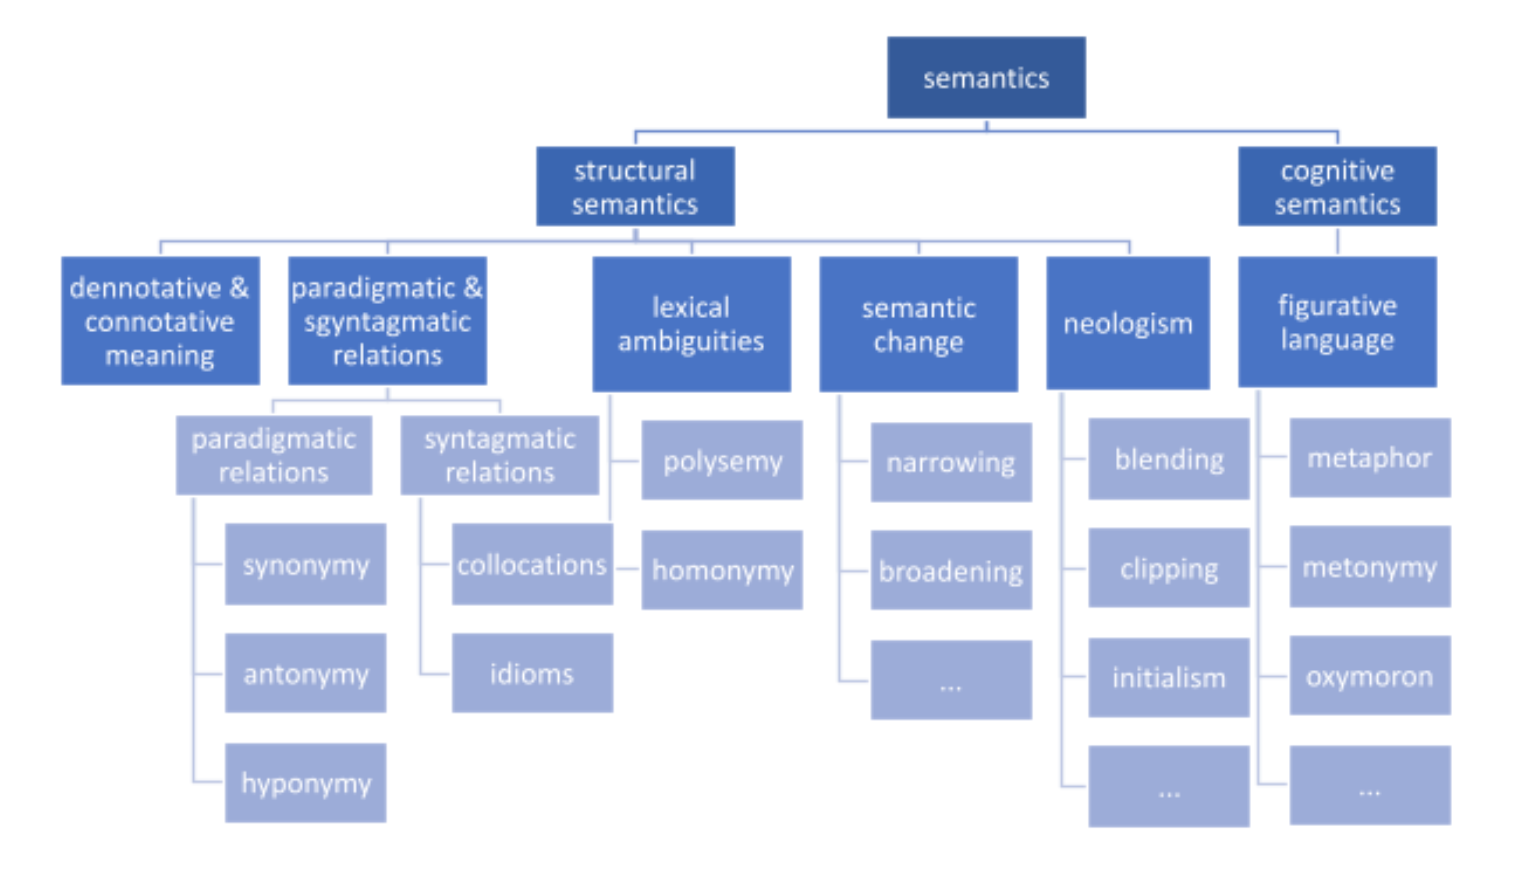 semantics
structural
semantics
cognitive
semantics
dennotative &
connotative
meaning
paradigmatic &
sgyntagmatic
relations
lexical
ambiguities
semantic
change
neologism
figurative
language
paradigmatic
relations
syntagmatic
relations
polysemy
narrowing
blending
metaphor
synonymy
collocations
homonymy
broadening
clipping
metonymy
antonymy
idioms
...
initialism
oxymoron
hyponymy
...
...